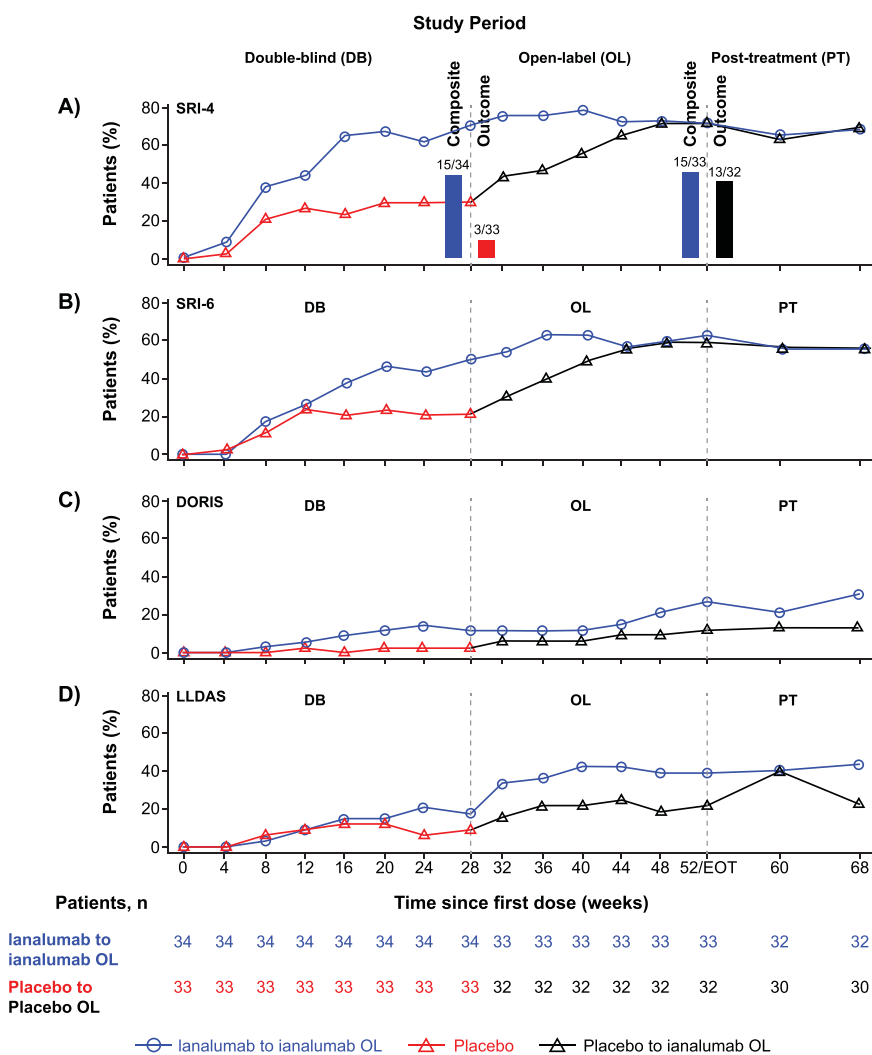 Study Period
Double-blind (DB) Open-label (OL) Post-treatment (PT)
A) SRI-4
Composite
Outcome
Composite
Outcome
80
60
40
20
0
Patients (%)
15/34
3/33
15/33
13/32
B) SRI-6
DB OL PT
80
60
40
20
0
Patients (%)
C) DORIS
DB OL PT
80
60
40
20
0
Patients (%)
D) LLDAS
DB OL PT
80
60
40
20
0
Patients (%)
0 4 8 12 16 20 24 28 32 36 40 44 48 52/EOT 60 68
Patients, n Time since first dose (weeks)
Ianalumab to
ianalumab OL
34 34 34 34 34 34 34 34 33 33 33 33 33 33 32 32
Placebo to
Placebo OL
33 33 33 33 33 33 33 33 32 32 32 32 32 32 30 30
Ianalumab to ianalumab OL Placebo Placebo to ianalumab OL